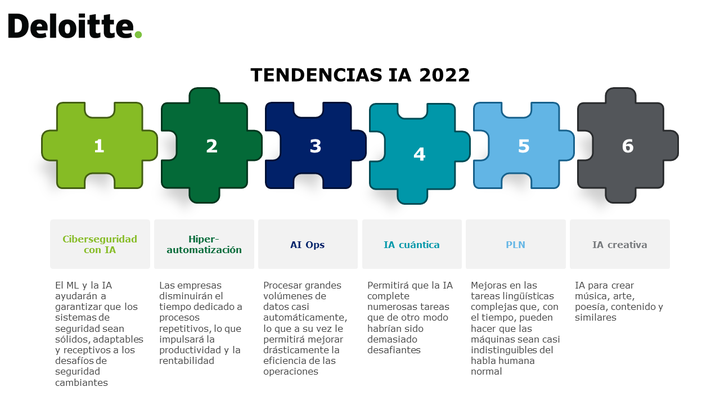 Deloitte.
TENDENCIAS IA 2022
1
2
3
4
5
6
Ciberseguridad
con IA
Hiper-
automatización
AI Ops
IA cuántica
PLN
IA creativa
El ML y la IA
ayudarán a
garantizar que los
sistemas de
seguridad sean
sólidos, adaptables
y receptivos a los
desafíos de
seguridad
cambiantes
Las empresas
disminuirán el
tiempo dedicado a
procesos
repetitivos, lo que
impulsará la
productividad y la
rentabilidad
Procesar grandes
volúmenes de
datos casi
automáticamente,
lo que a su vez le
permitirá mejorar
drásticamente la
eficiencia de las
operaciones
Permitirá que la IA
complete
numerosas tareas
que de otro modo
habrían sido
demasiado
desafiantes
Mejoras en las
tareas lingüísticas
complejas que, con
el tiempo, pueden
hacer que las
máquinas sean casi
indistinguibles del
habla humana
normal
IA para crear
música, arte,
poesía, contenido y
similares